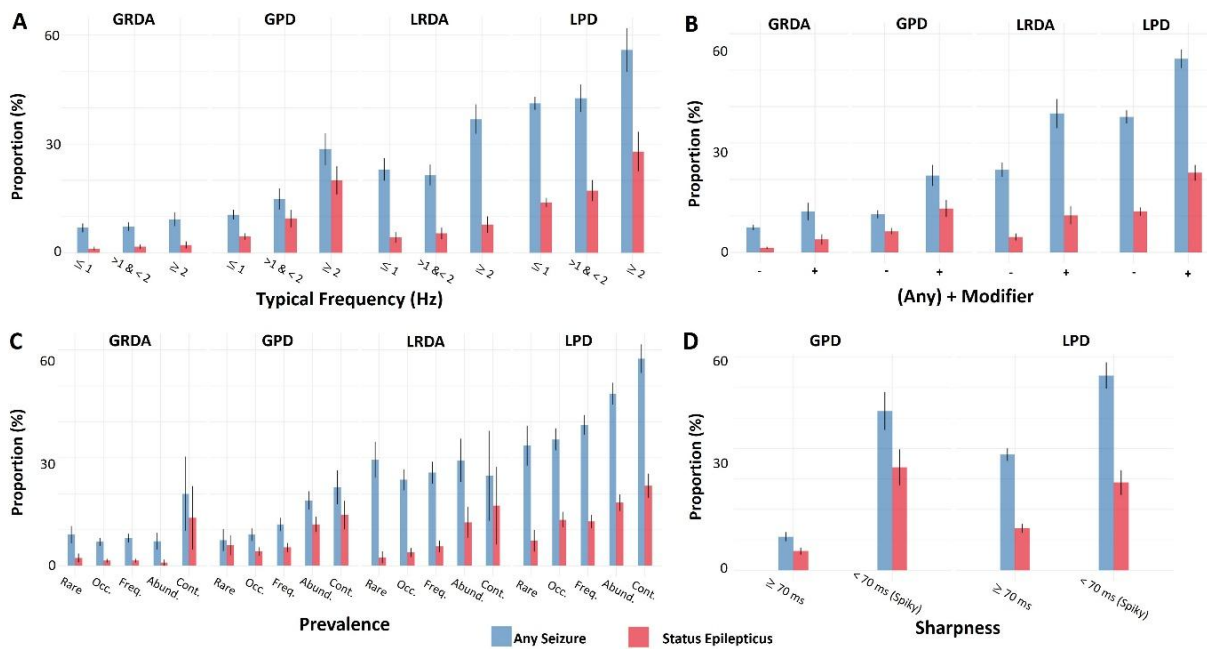 A
GRDA GPD LRDA LPD
60
30
0
Proportion (%)
≤ 1 >1 & < 2 ≥ 2 ≤ 1 >1 & < 2 ≥ 2 ≤ 1 >1 & < 2 ≥ 2 ≤ 1 >1 & < 2 ≥ 2
Typical Frequency (Hz)
B
GRDA GPD LRDA LPD
60
30
0
Proportion (%)
- + - + - + - +
(Any) + Modifier
C
GRDA GPD LRDA LPD
60
30
0
Proportion (%)
Rare Occ. Freq. Abund. Cont. Rare Occ. Freq. Abund. Cont. Rare Occ. Freq. Abund. Cont. Rare Occ. Freq. Abund. Cont.
Prevalence
D
GPD LPD
60
30
0
Proportion (%)
≥ 70 ms < 70 ms (Spiky) ≥ 70 ms < 70 ms (Spiky)
Sharpness
Any Seizure Status Epilepticus